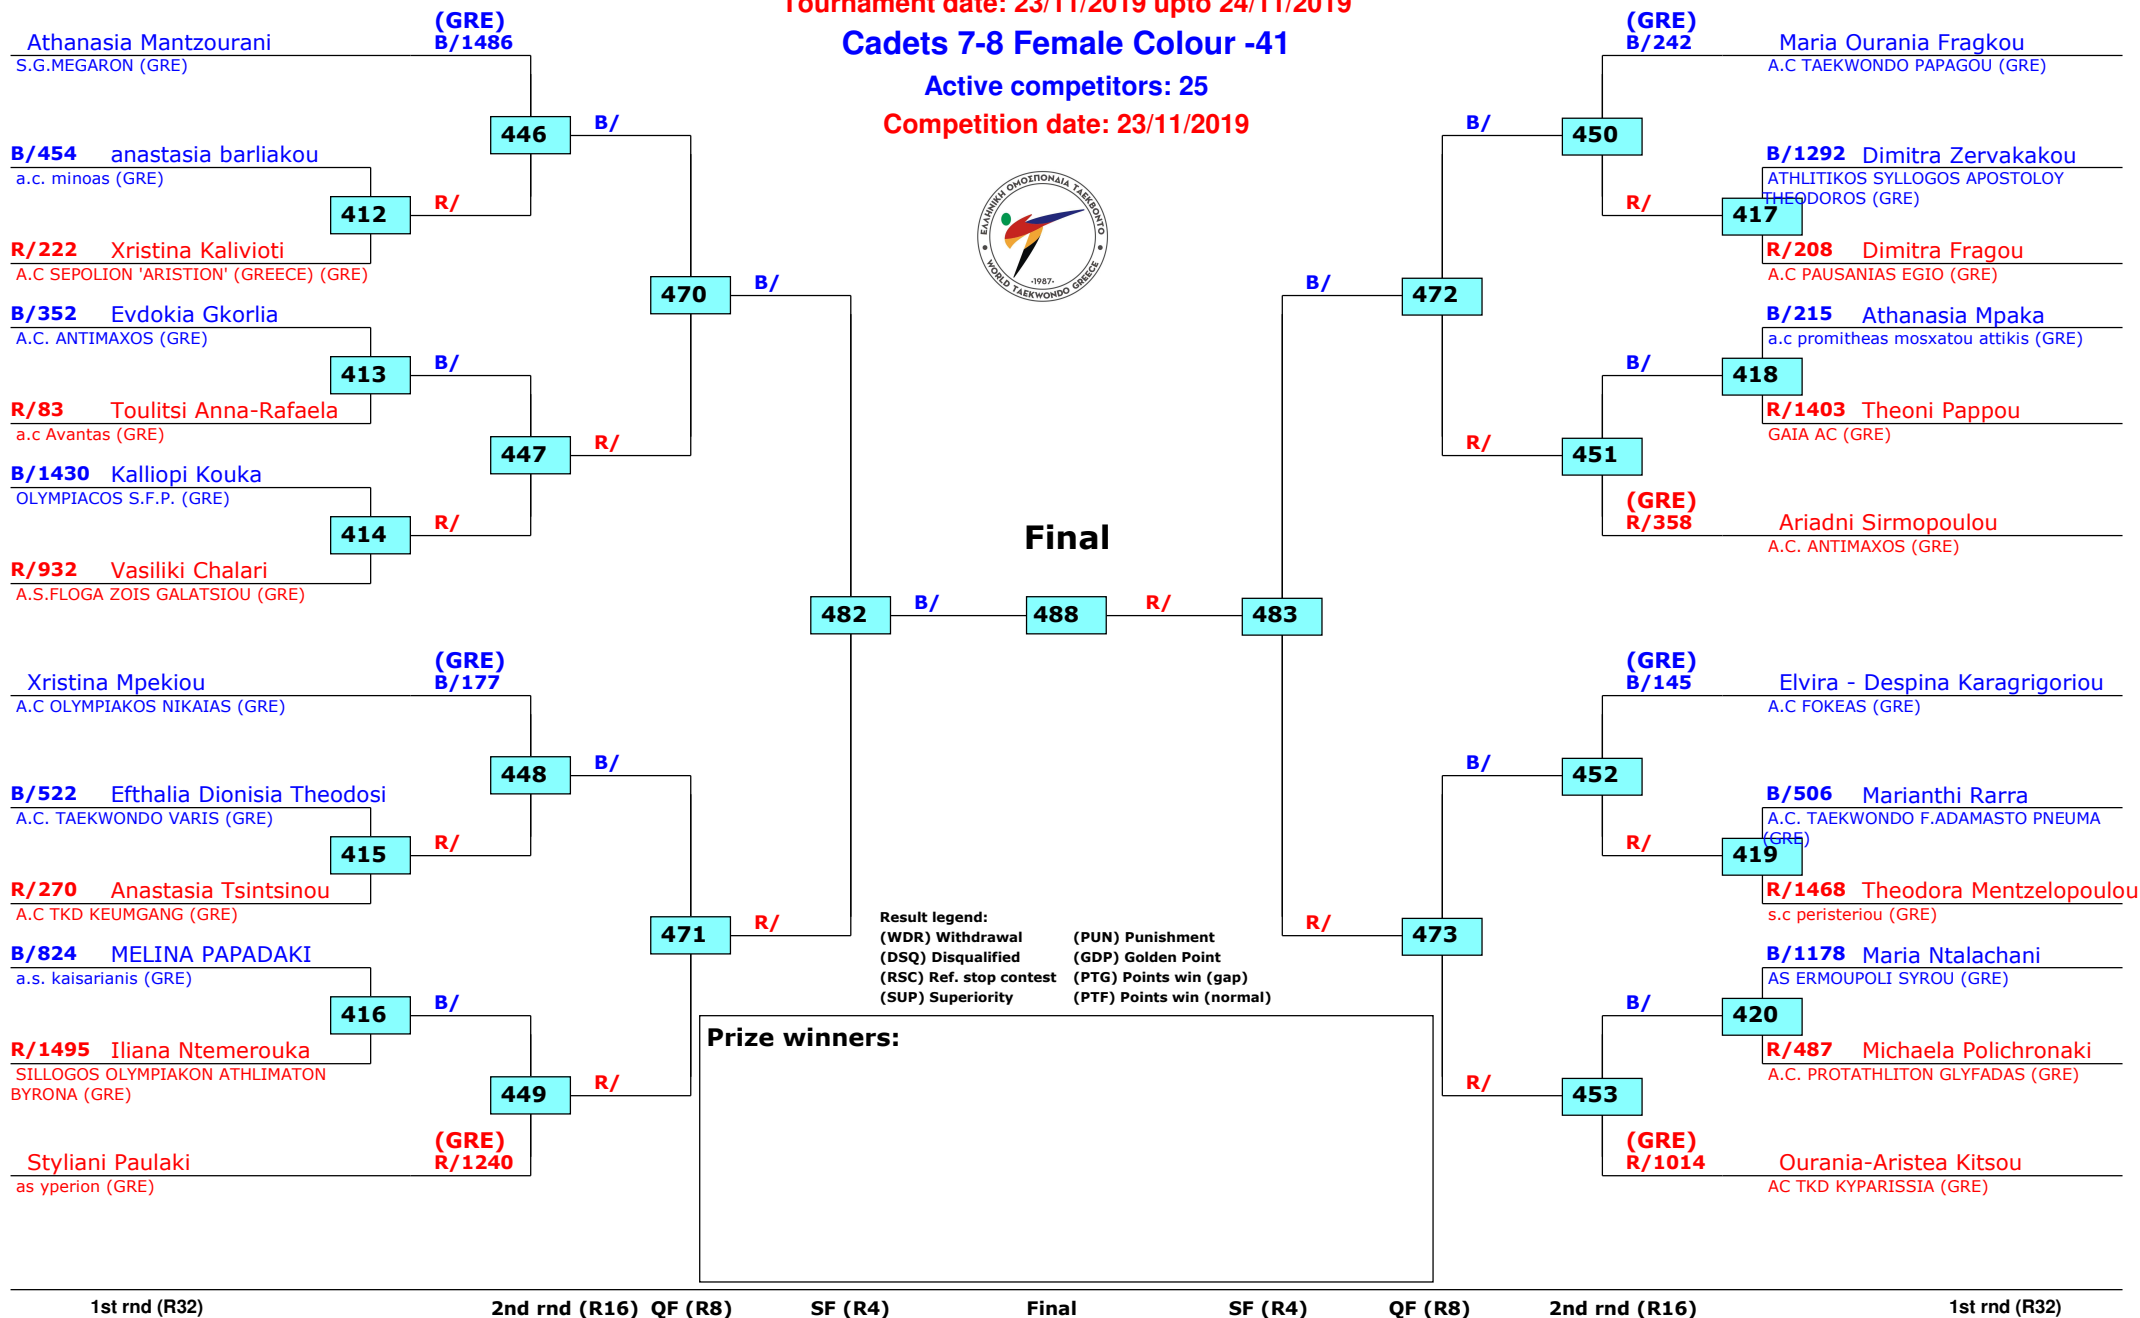 Tournament date: 23/11/2019 upto 24/11/2019
Cadets 7-8 Female Colour -41
Active competitors: 25
Competition date: 23/11/2019
ΕΛΛΗΝΙΚΗ ΟΜΟΣΠΟΝΔΙΑ ΤΑΕΚΒΟΝΤΟ
-1987-
WORLD TAEKWONDO GREECE
(GRE)
Athanasia Mantzourani B/1486
S.G.MEGARON (GRE)
446 B/
B/454 anastasia barliakou
a.c. minoas (GRE)
412 R/
R/222 Xristina Kalivioti
A.C SEPOLION 'ARISTION' (GREECE) (GRE)
470 B/
B/352 Evdokia Gkorlia
A.C. ANTIMAXOS (GRE)
413 B/
R/83 Toulitsi Anna-Rafaela
a.c Avantas (GRE)
447 R/
B/1430 Kalliopi Kouka
OLYMPIACOS S.F.P. (GRE)
414 R/
R/932 Vasiliki Chalari
A.S.FLOGA ZOIS GALATSIOU (GRE)
Final
482 B/ 488 R/ 483
(GRE)
Xristina Mpekiou B/177
A.C OLYMPIAKOS NIKAIAS (GRE)
448 B/
B/522 Efthalia Dionisia Theodosi
A.C. TAEKWONDO VARIS (GRE)
415 R/
R/270 Anastasia Tsintsinou
A.C TKD KEUMGANG (GRE)
471 R/
B/824 MELINA PAPADAKI
a.s. kaisarianis (GRE)
416 B/
R/1495 Iliana Ntemerouka
SILLOGOS OLYMPIAKON ATHLIMATON
BYRONA (GRE)
449 R/
(GRE)
Styliani Paulaki R/1240
as yperion (GRE)
(GRE)
B/242 Maria Ourania Fragkou
A.C TAEKWONDO PAPAGOU (GRE)
B/ 450
B/1292 Dimitra Zervakakou
ATHLITIKOS SYLLOGOS APOSTOLOY
THEODOROS (GRE)
R/ 417
R/208 Dimitra Fragou
A.C PAUSANIAS EGIO (GRE)
B/ 472
B/215 Athanasia Mpaka
a.c promitheas mosxatou attikis (GRE)
B/ 418
R/1403 Theoni Pappou
GAIA AC (GRE)
R/ 451
(GRE)
R/358 Ariadni Sirmopoulou
A.C. ANTIMAXOS (GRE)
(GRE)
B/145 Elvira - Despina Karagrigoriou
A.C FOKEAS (GRE)
B/ 452
B/506 Marianthi Rarra
A.C. TAEKWONDO F.ADAMASTO PNEUMA
(GRE)
R/ 419
R/1468 Theodora Mentzelopoulou
s.c peristeriou (GRE)
R/ 473
B/1178 Maria Ntalachani
AS ERMOUPOLI SYROU (GRE)
B/ 420
R/487 Michaela Polichronaki
A.C. PROTATHLITON GLYFADAS (GRE)
R/ 453
(GRE)
R/1014 Ourania-Aristea Kitsou
AC TKD KYPARISSIA (GRE)
Result legend:
(WDR) Withdrawal (PUN) Punishment
(DSQ) Disqualified (GDP) Golden Point
(RSC) Ref. stop contest (PTG) Points win (gap)
(SUP) Superiority (PTF) Points win (normal)
Prize winners:
1st rnd (R32) 2nd rnd (R16) QF (R8) SF (R4) Final SF (R4) QF (R8) 2nd rnd (R16) 1st rnd (R32)